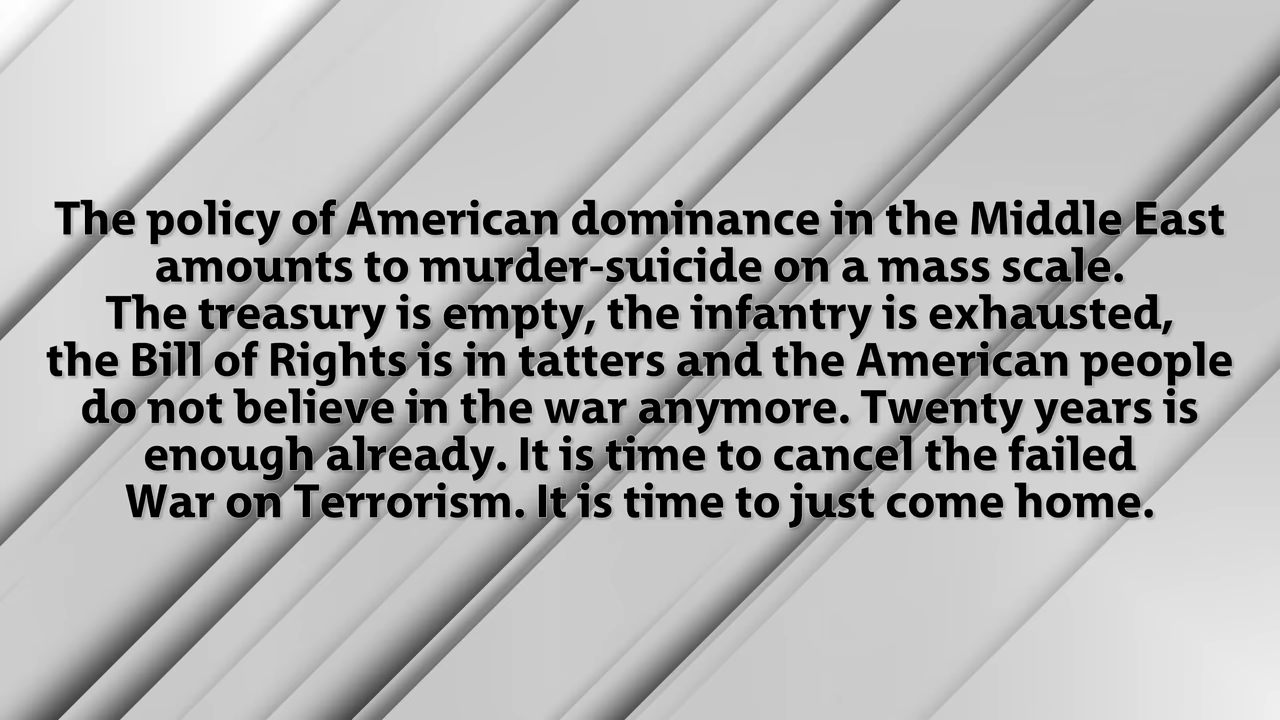 The policy of American dominance in the Middle East
amounts to murder-suicide on a mass scale.
The treasury is empty, the infantry is exhausted,
the Bill of Rights is in tatters and the American people
do not believe in the war anymore. Twenty years is
enough already. It is time to cancel the failed
War on Terrorism. It is time to just come home.